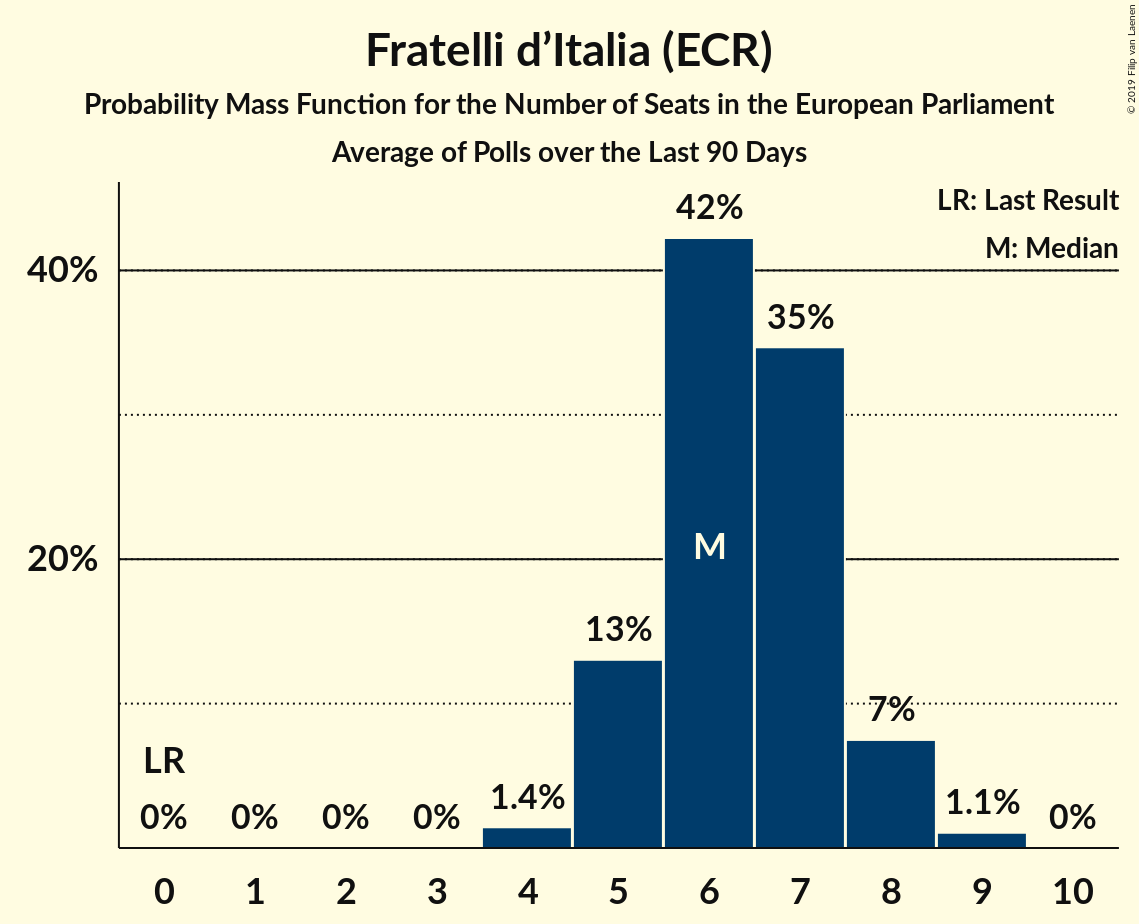 Fratelli d’Italia (ECR)
Probability Mass Function for the Number of Seats in the European Parliament
Average of Polls over the Last 90 Days
© 2019 Filip van Laenen
LR: Last Result
M: Median
42%
40%
35%
M
20%
13%
7%
LR
1.4%
1.1%
0% 0% 0% 0% 0%
0 1 2 3 4 5 6 7 8 9 10